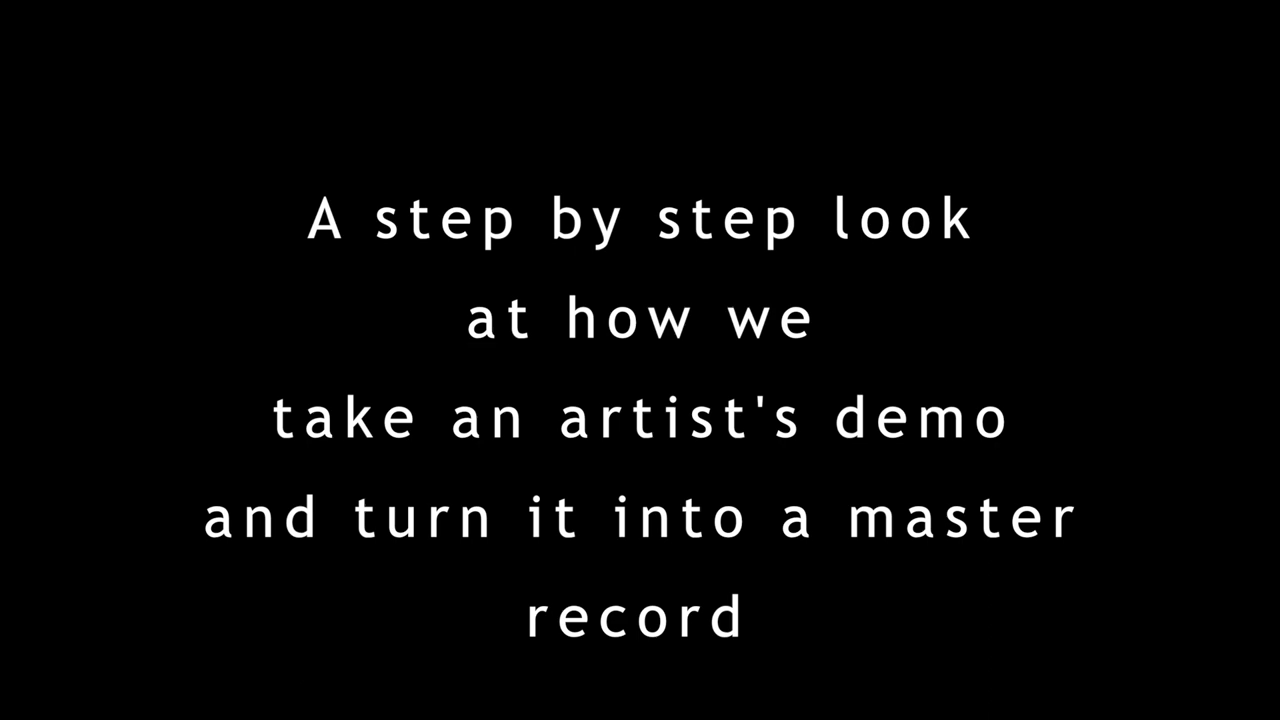 A step by step look
at how we
take an artist's demo
and turn it into a master
record